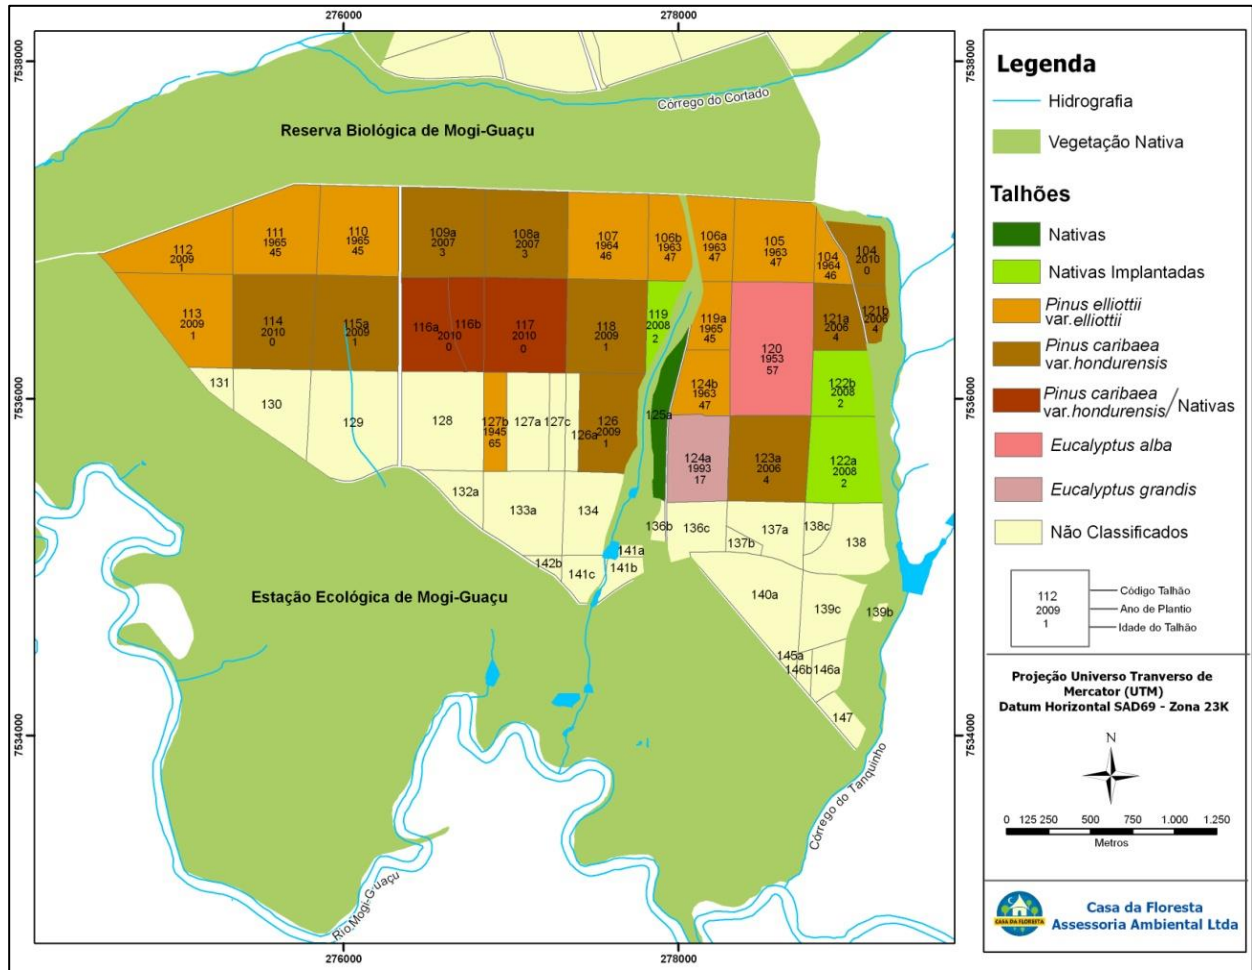 276000
278000
7538000
7538000
Córrego do Cortado
Reserva Biológica de Mogi-Guaçu
112
2009
1
111
1965
45
110
1965
45
109a
2007
3
108a
2007
3
107
1964
46
106b
1963
47
106a
1963
47
105
1963
47
104
1964
46
104
2010
0
113
2009
1
114
2010
0
115a
2009
1
116a
116b
2010
0
117
2010
0
118
2009
1
119
2008
2
119a
1965
45
120
1953
57
121a
2006
4
121b
2006
4
7536000
7536000
131
130
129
128
127b
1945
65
127a
127c
126a
126
2009
1
125a
124b
1963
47
122b
2008
2
124a
1993
17
123a
2006
4
122a
2008
2
132a
133a
134
136b
136c
137b
137a
138c
138
142b
141c
141a
141b
140a
139c
139b
145a
146b
146a
147
Estação Ecológica de Mogi-Guaçu
7534000
7534000
Córrego do Tanquinho
Rio Mogi-Guaçu
276000
278000
Legenda
Hidrografia
Vegetação Nativa
Talhões
Nativas
Nativas Implantadas
Pinus elliottii
var.elliottii
Pinus caribaea
var.hondurensis
Pinus caribaea
var.hondurensis/Nativas
Eucalyptus alba
Eucalyptus grandis
Não Classificados
112
2009
1
Código Talhão
Ano de Plantio
Idade do Talhão
Projeção Universo Tranverso de
Mercator (UTM)
Datum Horizontal SAD69 - Zona 23K
N
0 125 250 500 750 1.000 1.250
Metros
CASA DA FLORESTA
Casa da Floresta
Assessoria Ambiental Ltda